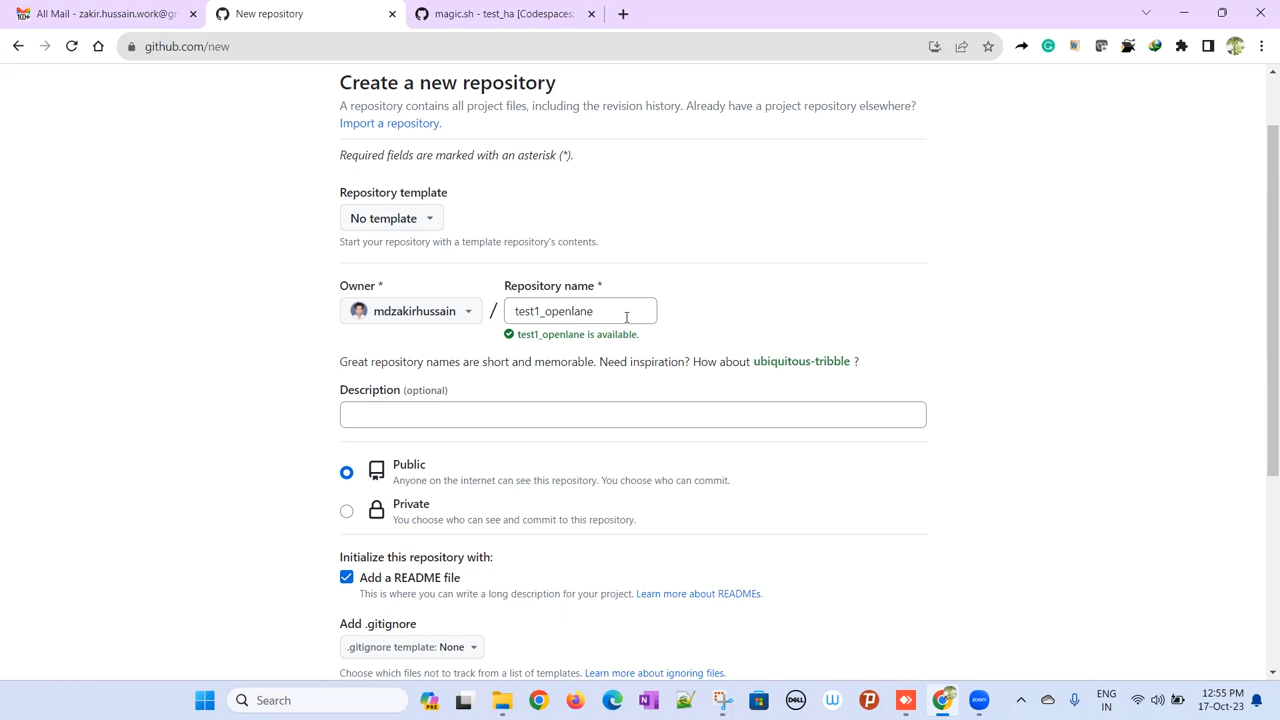 All Mail - zakir.hussain.work@gm
New repository
magic.sh - test_ha [Codespaces:
github.com/new
Create a new repository
A repository contains all project files, including the revision history. Already have a project repository elsewhere?
Import a repository.
Required fields are marked with an asterisk (*).
Repository template
No template
Start your repository with a template repository's contents.
Owner *
Repository name *
mdzakirhussain
/
test1_openlane
test1_openlane is available.
Great repository names are short and memorable. Need inspiration? How about ubiquitous-tribble ?
Description (optional)
Public
Anyone on the internet can see this repository. You choose who can commit.
Private
You choose who can see and commit to this repository.
Initialize this repository with:
Add a README file
This is where you can write a long description for your project. Learn more about READMEs.
Add .gitignore
.gitignore template: None
Choose which files not to track from a list of templates. Learn more about ignoring files.
Search
ENG
IN
12:55 PM
17-Oct-23